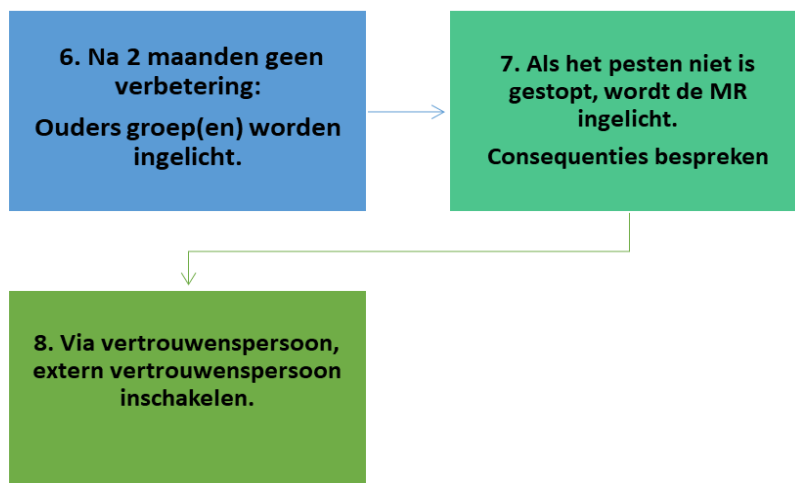 6. Na 2 maanden geen
verbetering:
Ouders groep(en) worden
ingelicht.
7. Als het pesten niet is
gestopt, wordt de MR
ingelicht.
Consequenties bespreken
8. Via vertrouwenspersoon,
extern vertrouwenspersoon
inschakelen.